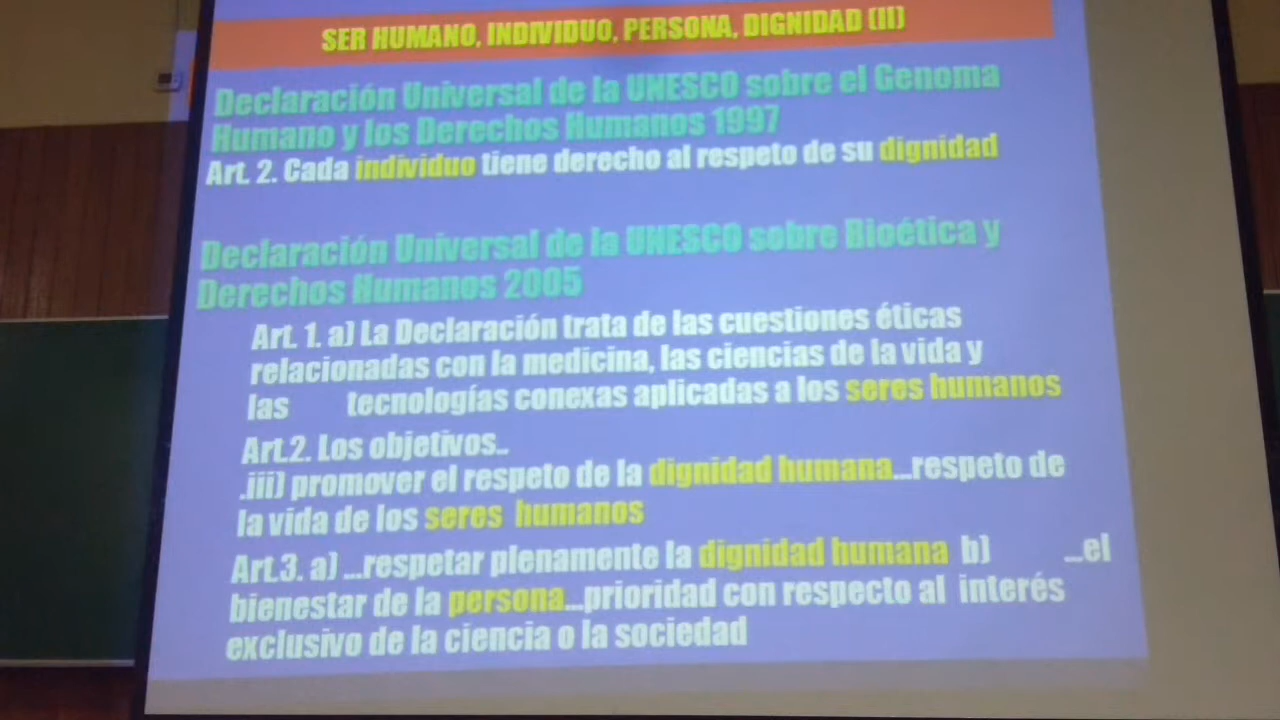 SER HUMANO, INDIVIDUO, PERSONA, DIGNIDAD (II)
Declaración Universal de la UNESCO sobre el Genoma
Humano y los Derechos Humanos 1997
Art. 2. Cada individuo tiene derecho al respeto de su dignidad
Declaración Universal de la UNESCO sobre Bioética y
Derechos Humanos 2005
Art. 1. a) La Declaración trata de las cuestiones éticas
relacionadas con la medicina, las ciencias de la vida y
las tecnologías conexas aplicadas a los seres humanos
Art.2. Los objetivos..
.iii) promover el respeto de la dignidad humana...respeto de
la vida de los seres humanos
Art.3. a) ...respetar plenamente la dignidad humana b) ...el
bienestar de la persona...prioridad con respecto al interés
exclusivo de la ciencia o la sociedad